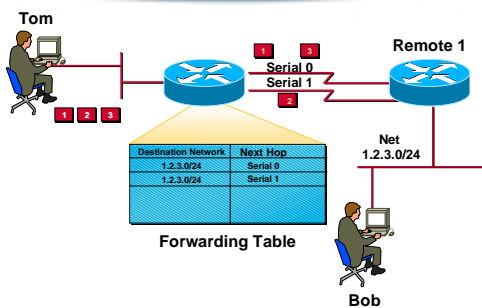 Tom
1 3
Serial 0
Serial 1
2
Remote 1
1 2 3
Net
1.2.3.0/24
Destination Network Next Hop
1.2.3.0/24 Serial 0
1.2.3.0/24 Serial 1
Forwarding Table
Bob